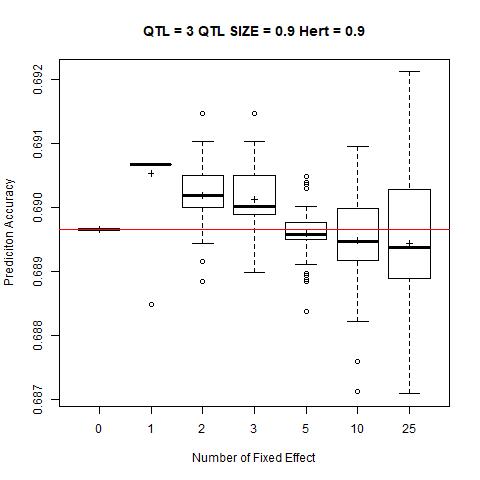 QTL = 3 QTL SIZE = 0.9 Hert = 0.9
0.692
0.691
0.690
0.689
0.688
0.687
Prediciton Accuracy
0 1 2 3 5 10 25
Number of Fixed Effect